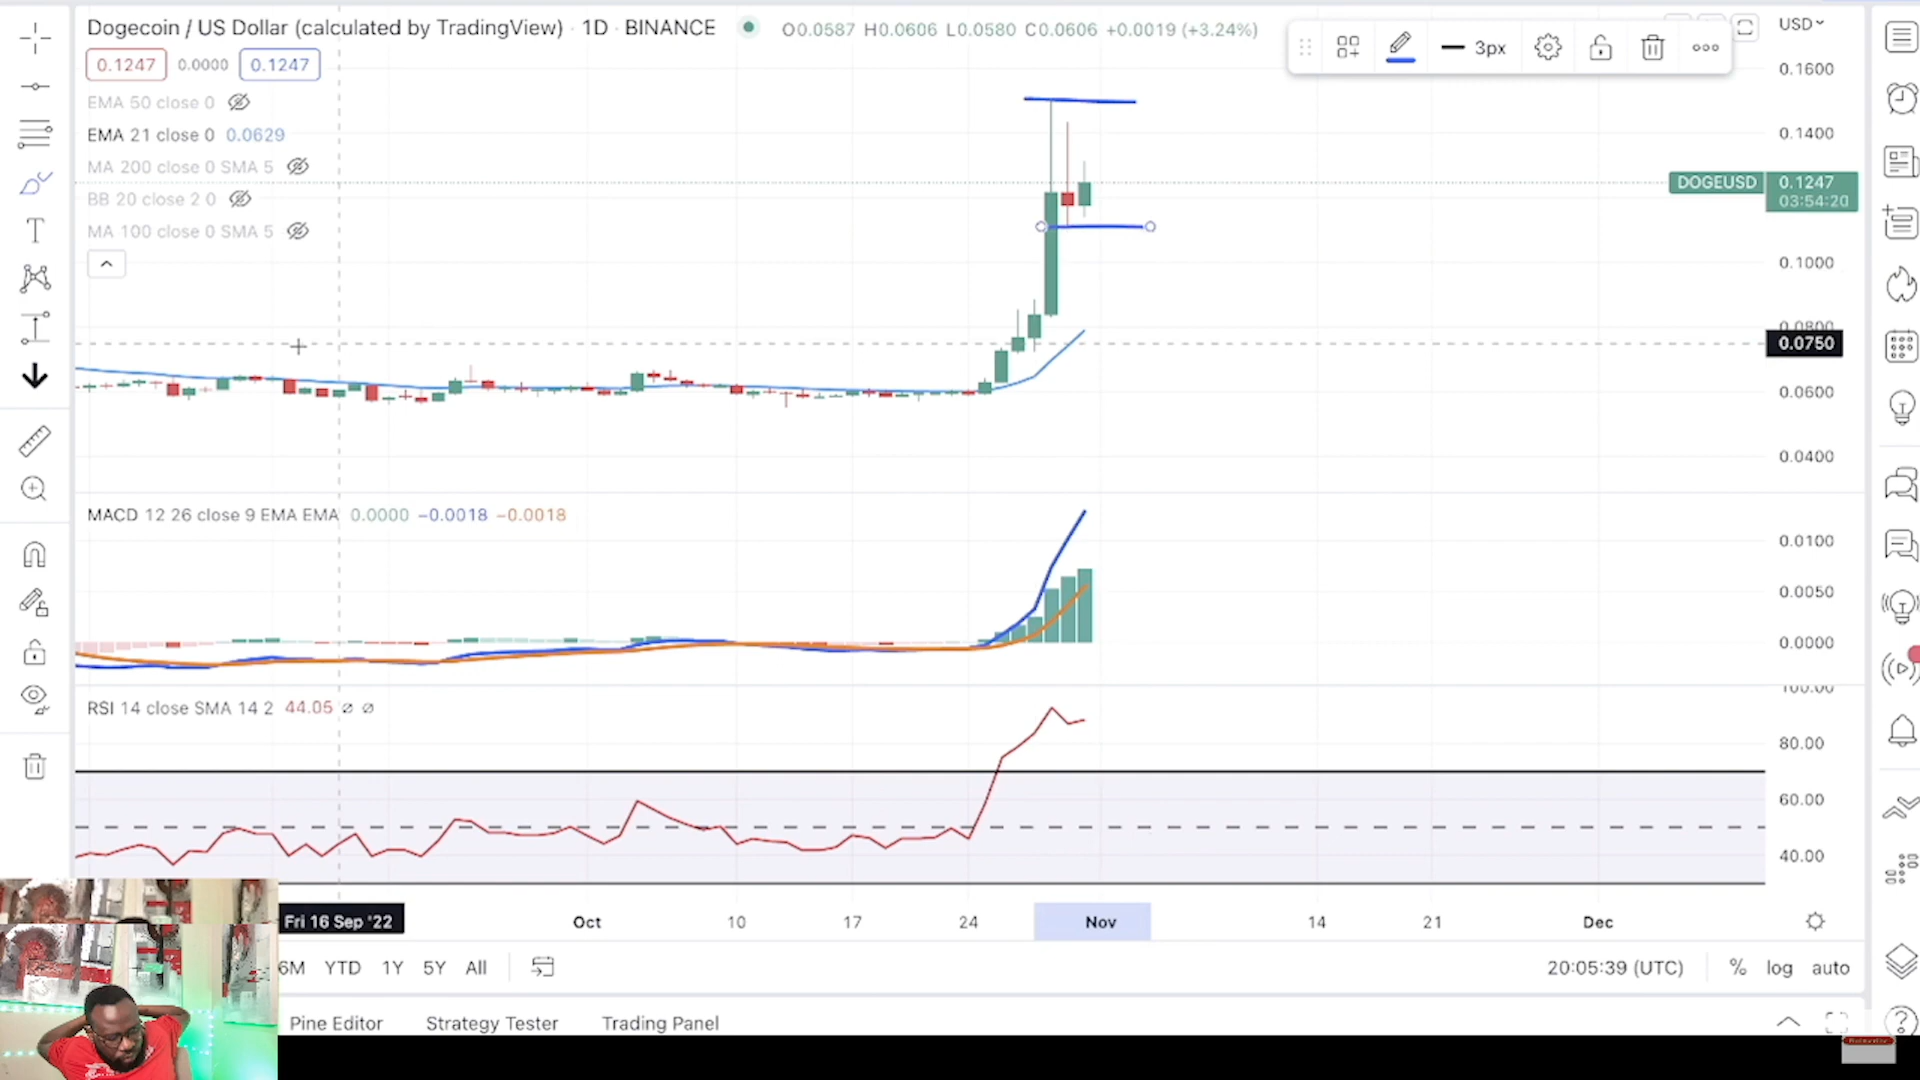 Dogecoin / US Dollar (calculated by TradingView) · 1D · BINANCE
O0.0587 H0.0606 L0.0580 C0.0606 +0.0019 (+3.24%)
3px
USD
0.1247 0.0000 0.1247
EMA 50 close 0
EMA 21 close 0 0.0629
MA 200 close 0 SMA 5
BB 20 close 2 0
MA 100 close 0 SMA 5
0.1600
0.1400
DOGEUSD 0.1247
03:54:20
0.1000
0.0800
0.0750
0.0600
0.0400
MACD 12 26 close 9 EMA EMA 0.0000 −0.0018 −0.0018
0.0100
0.0050
0.0000
RSI 14 close SMA 14 2 44.05 ∅ ∅
100.00
80.00
60.00
40.00
Fri 16 Sep '22 Oct 10 17 24 Nov 14 21 Dec
6M YTD 1Y 5Y All
20:05:39 (UTC) % log auto
Pine Editor Strategy Tester Trading Panel